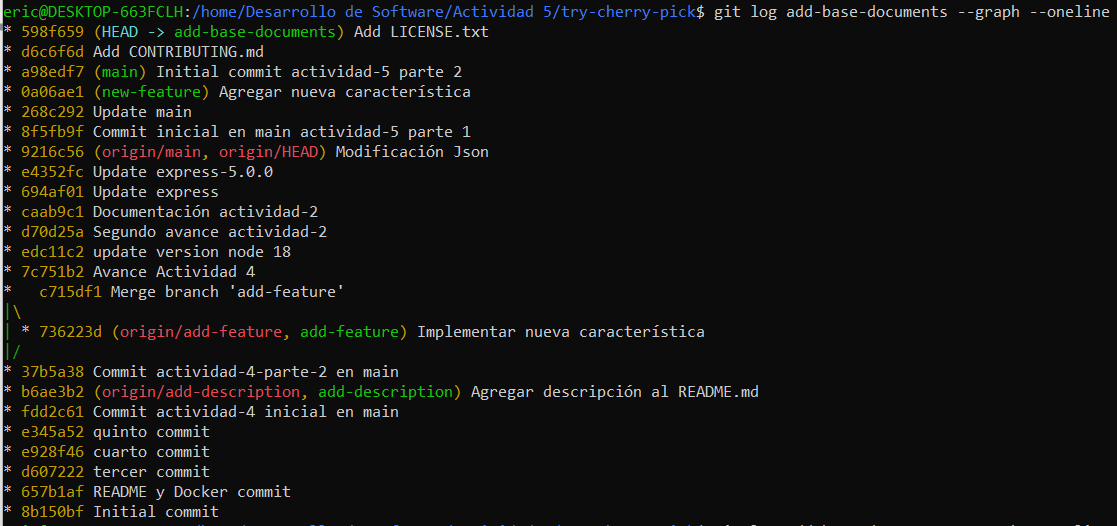 eric@DESKTOP-663FCLH:/home/Desarrollo de Software/Actividad 5/try-cherry-pick$ git log add-base-documents --graph --oneline
* 598f659 (HEAD -> add-base-documents) Add LICENSE.txt
* d6c6f6d Add CONTRIBUTING.md
* a98edf7 (main) Initial commit actividad-5 parte 2
* 0a06ae1 (new-feature) Agregar nueva característica
* 268c292 Update main
* 8f5fb9f Commit inicial en main actividad-5 parte 1
* 9216c56 (origin/main, origin/HEAD) Modificación Json
* e4352fc Update express-5.0.0
* 694af01 Update express
* caab9c1 Documentación actividad-2
* d70d25a Segundo avance actividad-2
* edc11c2 update version node 18
* 7c751b2 Avance Actividad 4
*   c715df1 Merge branch 'add-feature'
|\
| * 736223d (origin/add-feature, add-feature) Implementar nueva característica
|/
* 37b5a38 Commit actividad-4-parte-2 en main
* b6ae3b2 (origin/add-description, add-description) Agregar descripción al README.md
* fdd2c61 Commit actividad-4 inicial en main
* e345a52 quinto commit
* e928f46 cuarto commit
* d607222 tercer commit
* 657b1af README y Docker commit
* 8b150bf Initial commit